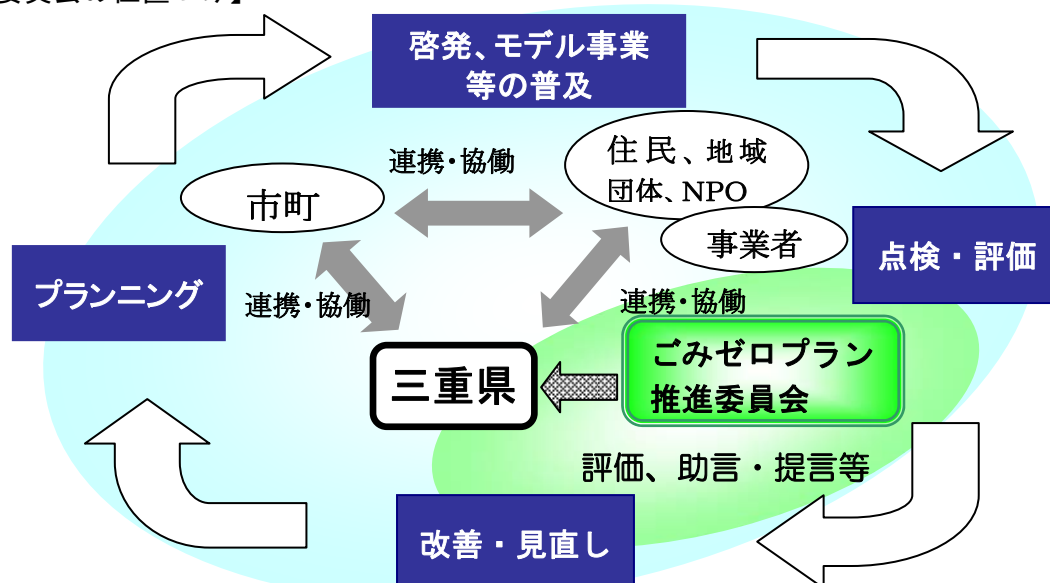 啓発、モデル事業
等の普及
連携・協働
住民、地域
団体、NPO
市町
事業者
点検・評価
プランニング
連携・協働
連携・協働
ごみゼロプラン
推進委員会
三重県
評価、助言・提言等
改善・見直し